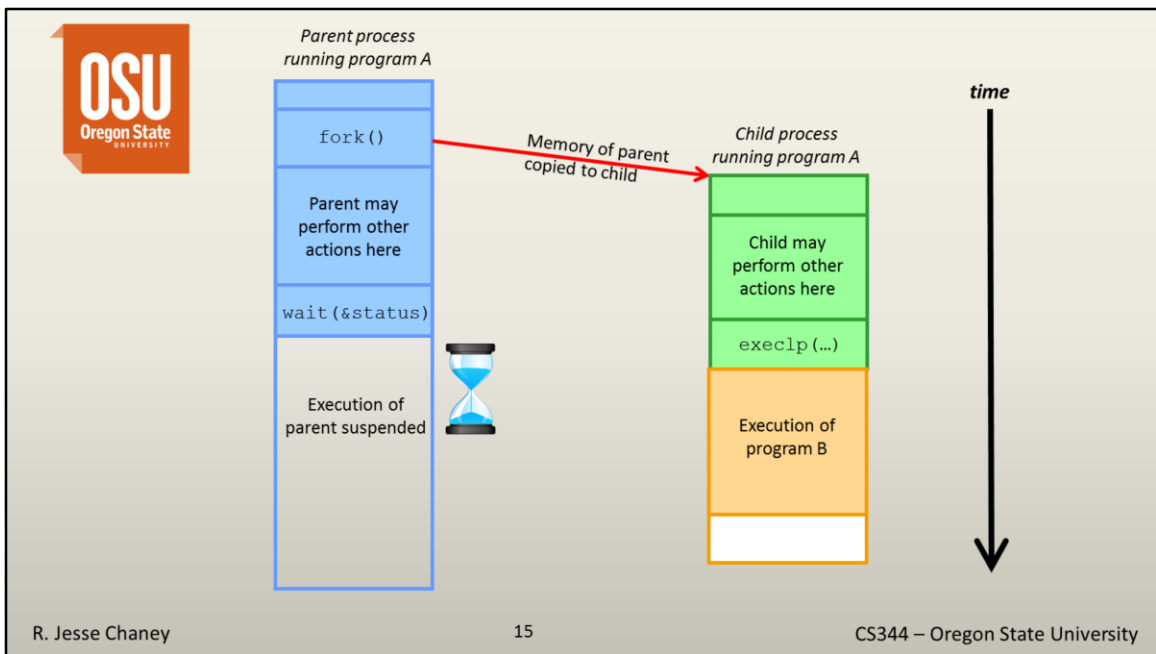 OSU
Oregon State
UNIVERSITY
Parent process
running program A
fork()
Parent may
perform other
actions here
wait(&status)
Execution of
parent suspended
Memory of parent
copied to child
Child process
running program A
Child may
perform other
actions here
execlp(…)
Execution of
program B
time
R. Jesse Chaney
15
CS344 – Oregon State University